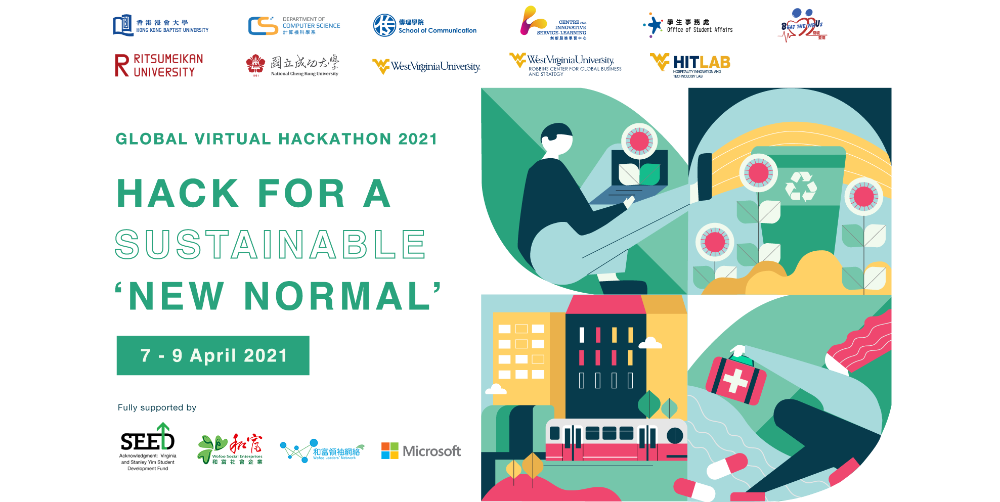 香港浸會大學
HONG KONG BAPTIST UNIVERSITY
DEPARTMENT OF
COMPUTER SCIENCE
計算機科學系
傳理學院
School of Communication
CENTRE FOR
INNOVATIVE
SERVICE-LEARNING
創新服務學習中心
學生事務處
Office of Student Affairs
BEAT THE VIRUS
疫境
並肩
RITSUMEIKAN
UNIVERSITY
1931
國立成功大學
National Cheng Kung University
WestVirginiaUniversity.
WestVirginiaUniversity.
ROBBINS CENTER FOR GLOBAL BUSINESS
AND STRATEGY
HITLAB
HOSPITALITY INNOVATION AND
TECHNOLOGY LAB
GLOBAL VIRTUAL HACKATHON 2021
HACK FOR A
SUSTAINABLE
‘NEW NORMAL’
7 - 9 April 2021
Fully supported by
SEED
Acknowledgment: Virginia
and Stanley Yim Student
Development Fund
和富
Wofoo Social Enterprises
和富社會企業
和富領袖網絡
Wofoo Leaders' Network
Microsoft